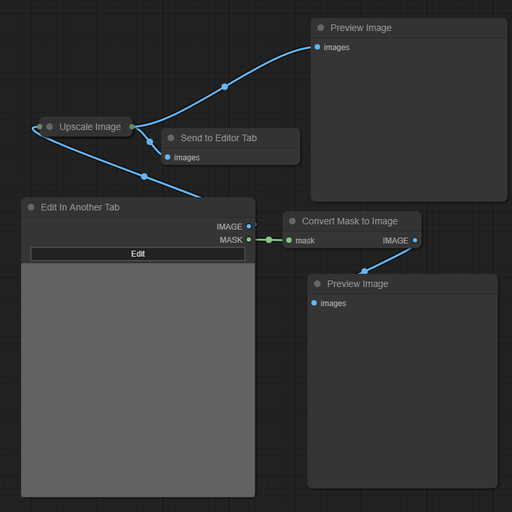 Preview Image
images
Upscale Image
Send to Editor Tab
images
Edit In Another Tab
IMAGE
MASK
Edit
Convert Mask to Image
mask IMAGE
Preview Image
images